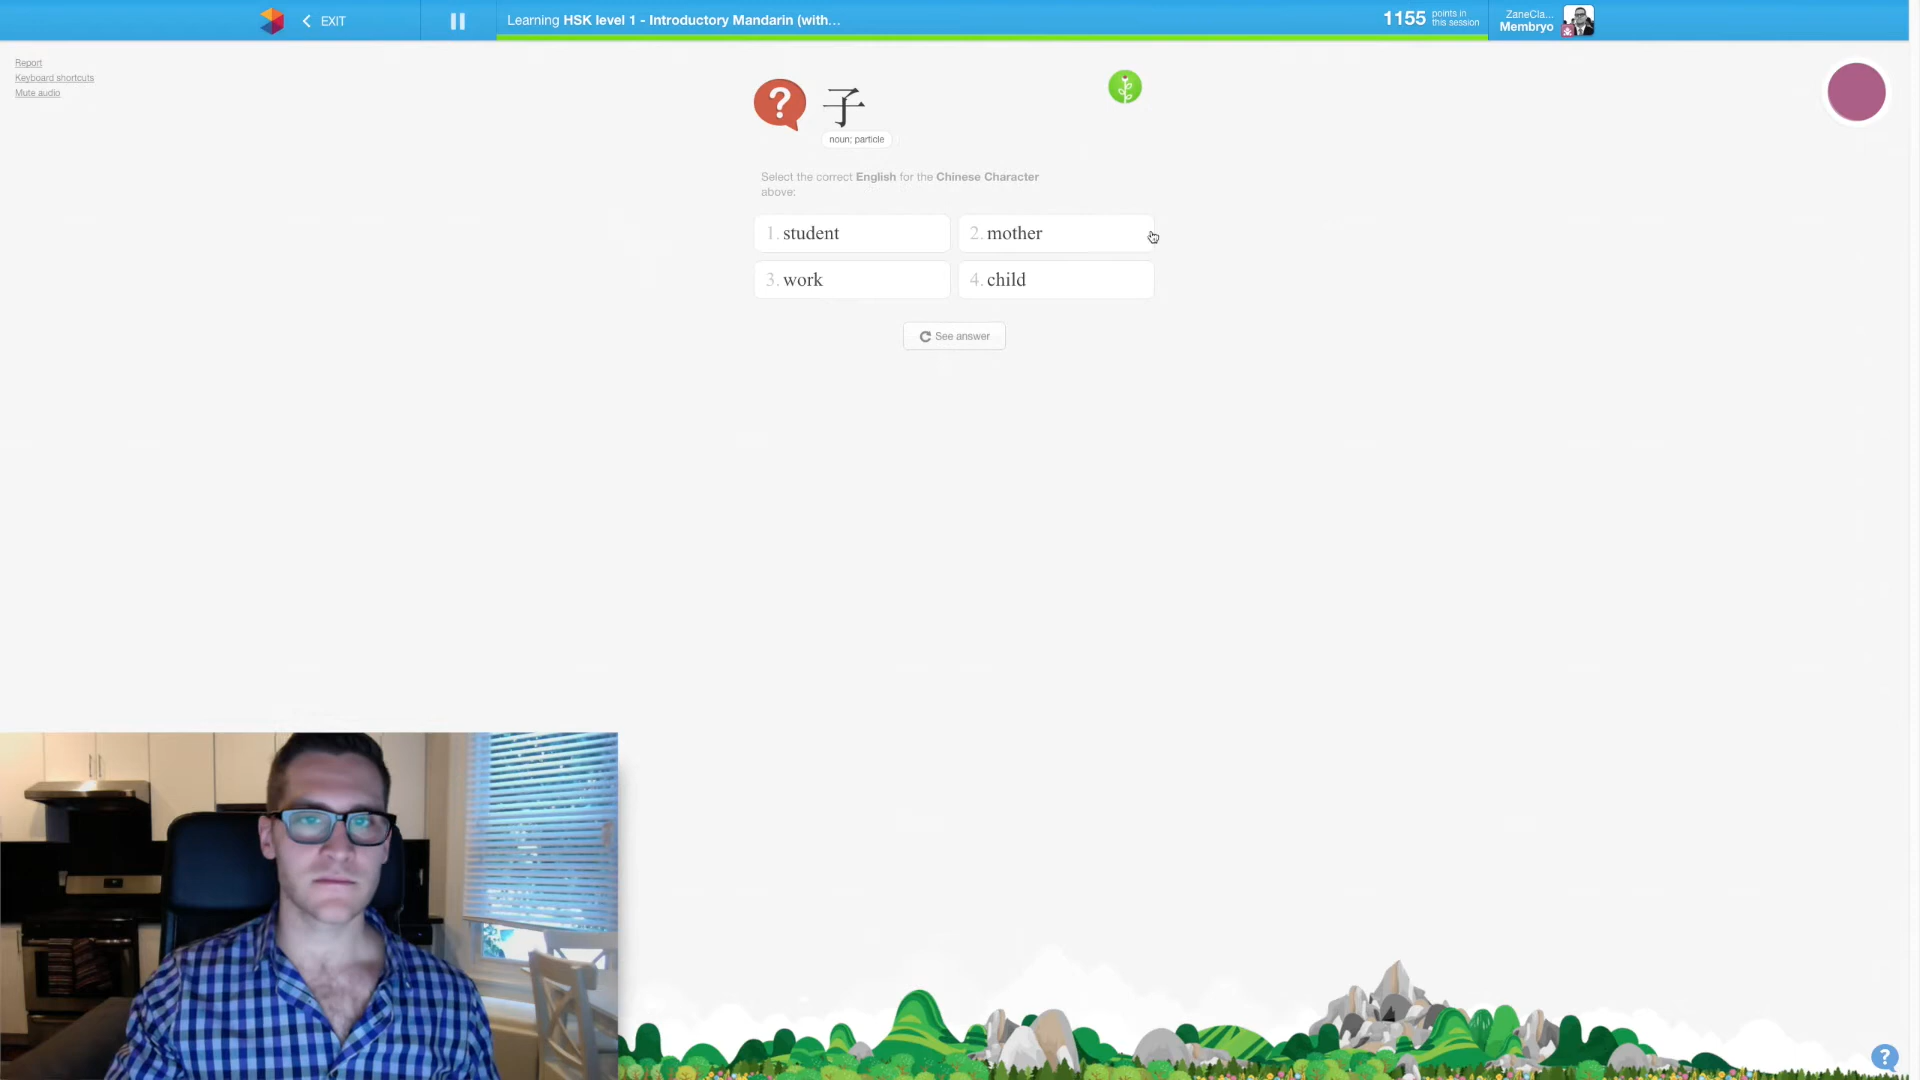 EXIT
Learning HSK level 1 - Introductory Mandarin (with...
1155 points in this session
ZaneCla...
Membryo
Report
Keyboard shortcuts
Mute audio
?
子
noun; particle
Select the correct English for the Chinese Character
above:
1. student
2. mother
3. work
4. child
See answer
?